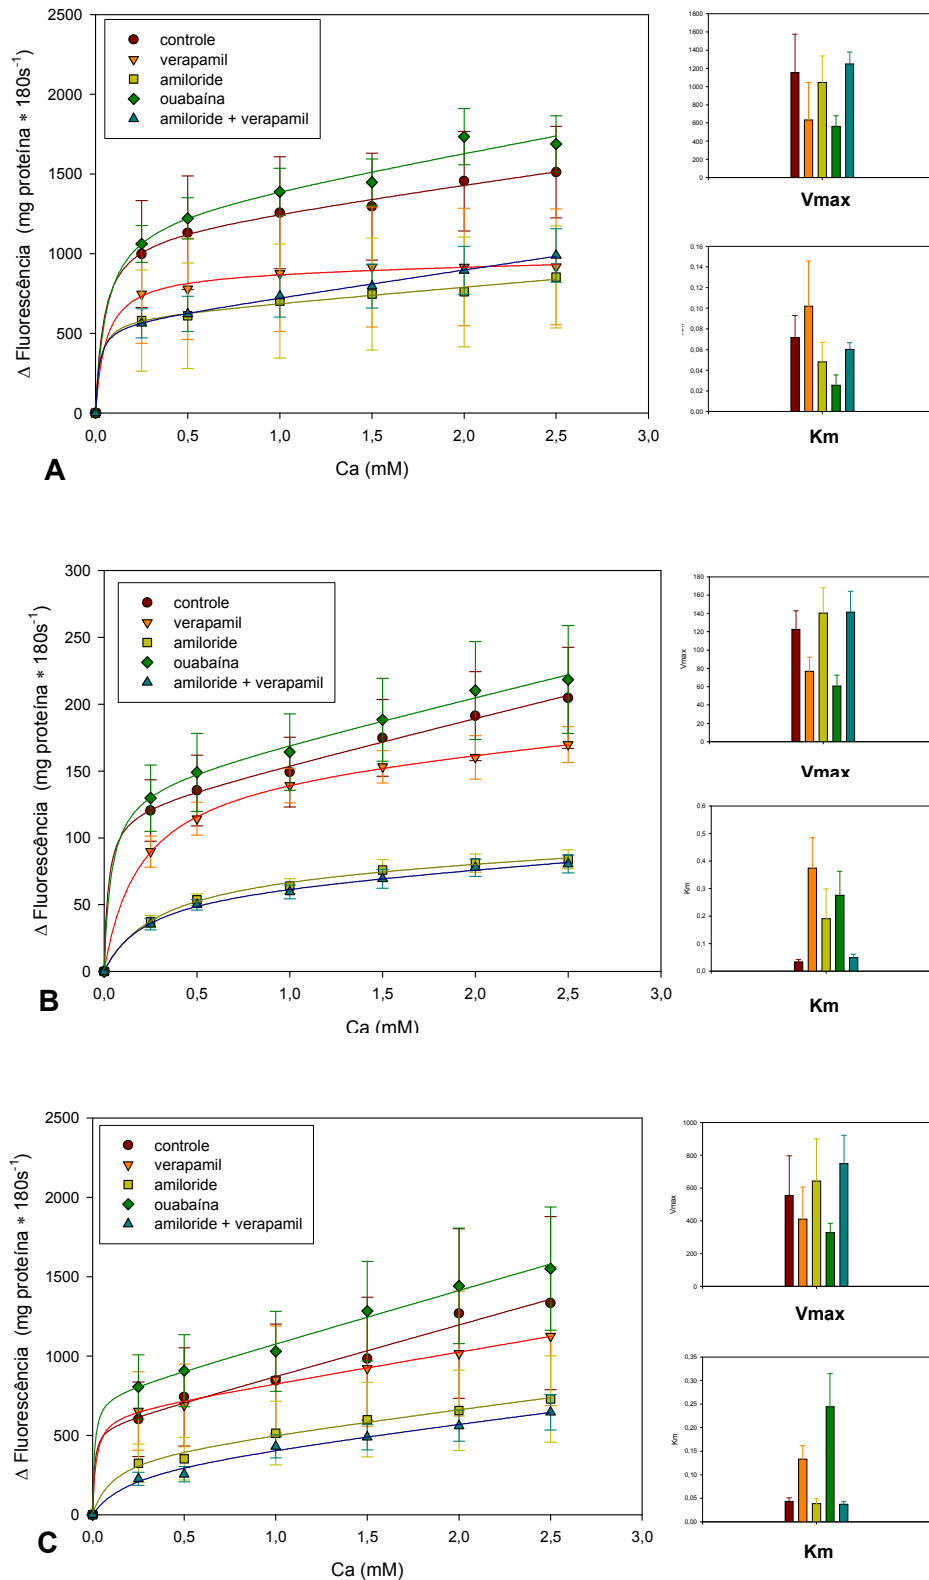 2500
2000
1500
1000
500
0
Δ Fluorescência (mg proteína * 180s⁻¹)
controle
verapamil
amiloride
ouabaína
amiloride + verapamil
0,0 0,5 1,0 1,5 2,0 2,5 3,0
Ca (mM)
A
1800
1600
1400
1200
1000
800
600
400
200
0
Vmax
0,16
0,14
0,12
0,10
0,08
0,06
0,04
0,02
0,00
Km
300
250
200
150
100
50
0
Δ Fluorescência (mg proteína * 180s⁻¹)
controle
verapamil
amiloride
ouabaína
amiloride + verapamil
0,0 0,5 1,0 1,5 2,0 2,5 3,0
Ca (mM)
B
180
160
140
120
100
80
60
40
20
0
Vmax
Vmax
0,6
0,5
0,4
0,3
0,2
0,1
0,0
Km
Km
2500
2000
1500
1000
500
0
Δ Fluorescência (mg proteína * 180s⁻¹)
controle
verapamil
amiloride
ouabaína
amiloride + verapamil
0,0 0,5 1,0 1,5 2,0 2,5 3,0
Ca (mM)
C
1000
800
600
400
200
0
Vmax
Vmax
0,35
0,30
0,25
0,20
0,15
0,10
0,05
0,00
Km
Km